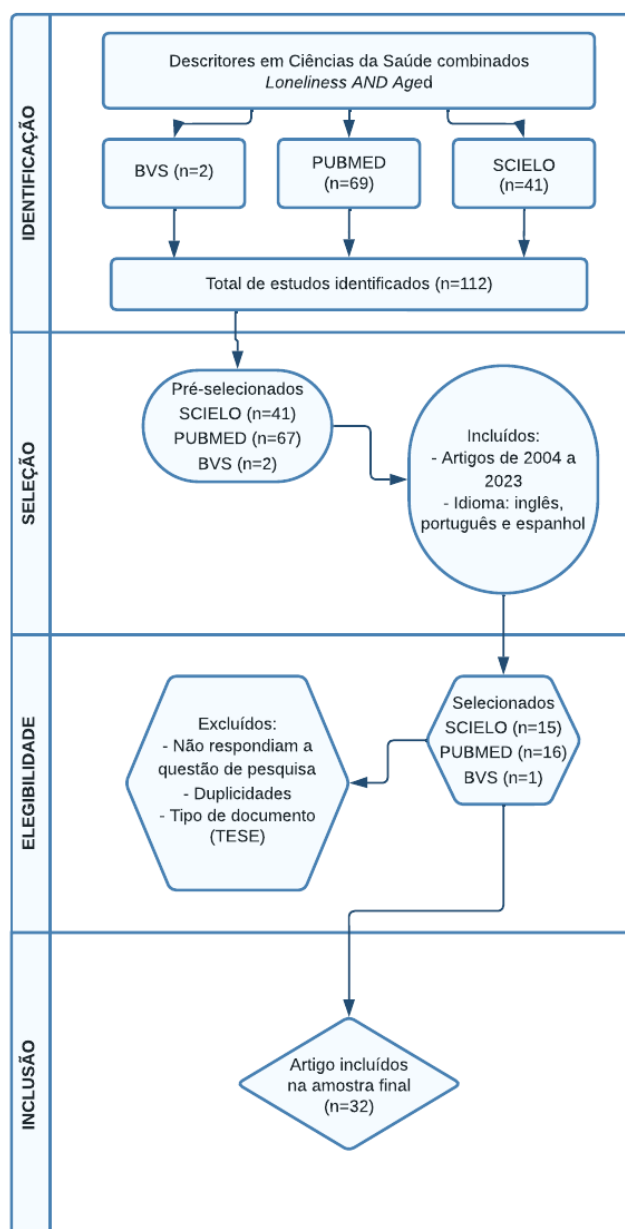 IDENTIFICAÇÃO
Descritores em Ciências da Saúde combinados
Loneliness AND Aged
BVS (n=2)
PUBMED
(n=69)
SCIELO
(n=41)
Total de estudos identificados (n=112)
SELEÇÃO
Pré-selecionados
SCIELO (n=41)
PUBMED (n=67)
BVS (n=2)
Incluídos:
- Artigos de 2004 a
2023
- Idioma: inglês,
português e espanhol
ELEGIBILIDADE
Excluídos:
- Não respondiam a
questão de pesquisa
- Duplicidades
- Tipo de documento
(TESE)
Selecionados
SCIELO (n=15)
PUBMED (n=16)
BVS (n=1)
INCLUSÃO
Artigo incluídos
na amostra final
(n=32)